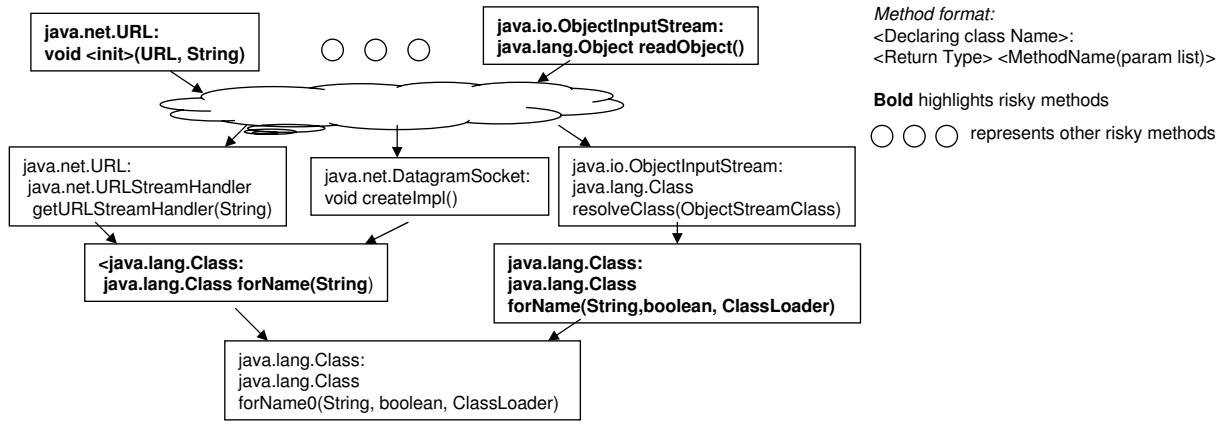 java.net.URL:
void <init>(URL, String)
java.io.ObjectInputStream:
java.lang.Object readObject()
Method format:
<Declaring class Name>:
<Return Type> <MethodName(param list)>
Bold highlights risky methods
represents other risky methods
java.net.URL:
java.net.URLStreamHandler
getURLStreamHandler(String)
java.net.DatagramSocket:
void createImpl()
java.io.ObjectInputStream:
java.lang.Class
resolveClass(ObjectStreamClass)
<java.lang.Class:
java.lang.Class forName(String)
java.lang.Class:
java.lang.Class
forName(String,boolean, ClassLoader)
java.lang.Class:
java.lang.Class
forName0(String, boolean, ClassLoader)